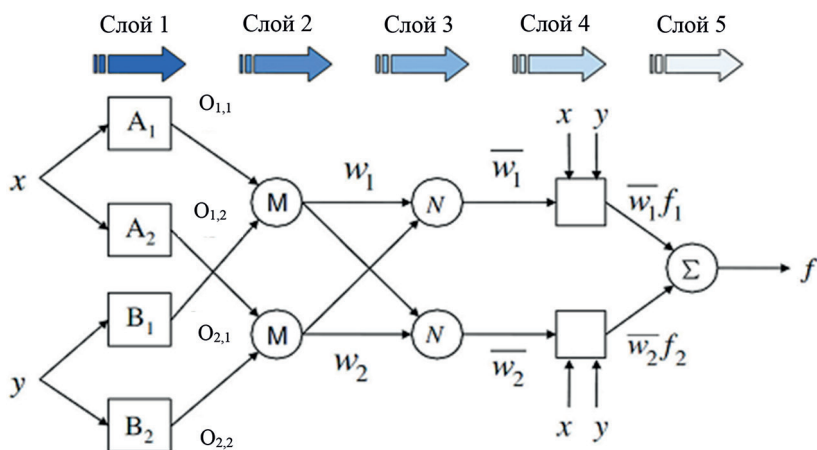 Слой 1 Слой 2 Слой 3 Слой 4 Слой 5
O₁,₁
x y
A₁
w₁ w̅₁
x
M N w̅₁f₁
O₁,₂
A₂
Σ f
B₁
O₂,₁
M N
w̅₂f₂
w₂ w̅₂
y
B₂
O₂,₂
x y